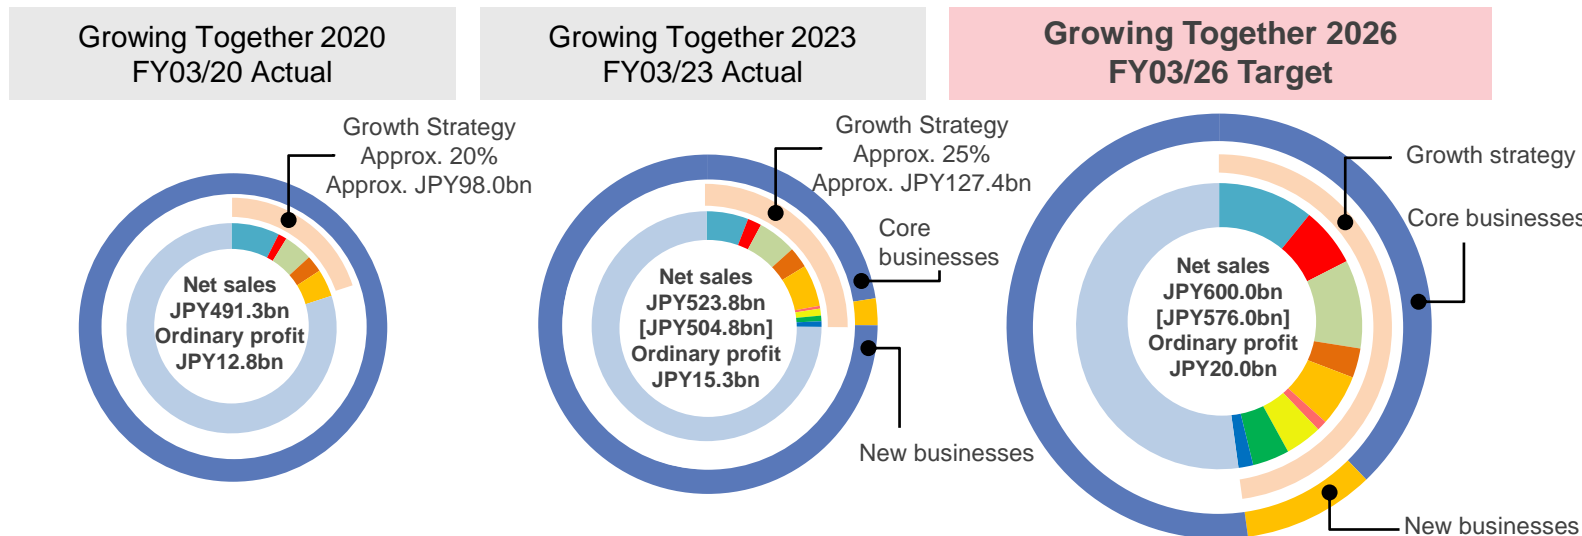 Growing Together 2020
FY03/20 Actual
Growing Together 2023
FY03/23 Actual
Growing Together 2026
FY03/26 Target
Growth Strategy
Approx. 20%
Approx. JPY98.0bn
Net sales
JPY491.3bn
Ordinary profit
JPY12.8bn
Growth Strategy
Approx. 25%
Approx. JPY127.4bn
Core
businesses
Net sales
JPY523.8bn
[JPY504.8bn]
Ordinary profit
JPY15.3bn
New businesses
Growth strategy
Core businesses
Net sales
JPY600.0bn
[JPY576.0bn]
Ordinary profit
JPY20.0bn
New businesses